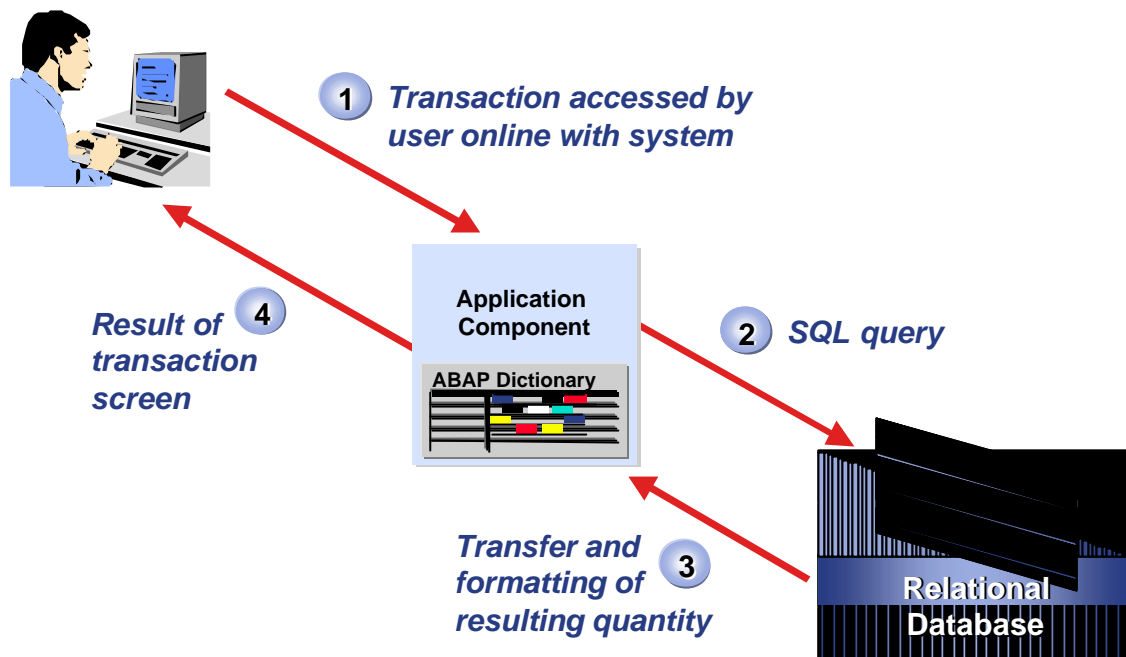 1
Transaction accessed by
user online with system
Application
Component
ABAP Dictionary
2
SQL query
4
Result of
transaction
screen
3
Transfer and
formatting of
resulting quantity
Relational
Database